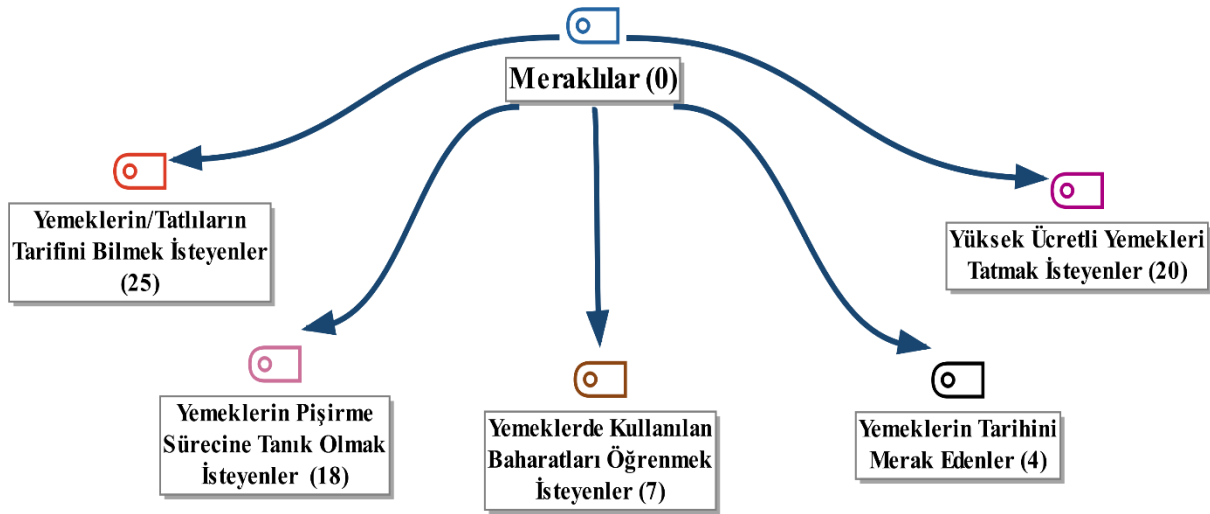 Meraklılar (0)
Yemeklerin/Tatlıların
Tarifini Bilmek İsteyenler
(25)
Yüksek Ücretli Yemekleri
Tatmak İsteyenler (20)
Yemeklerin Pişirme
Sürecine Tanık Olmak
İsteyenler (18)
Yemeklerde Kullanılan
Baharatları Öğrenmek
İsteyenler (7)
Yemeklerin Tarihini
Merak Edenler (4)